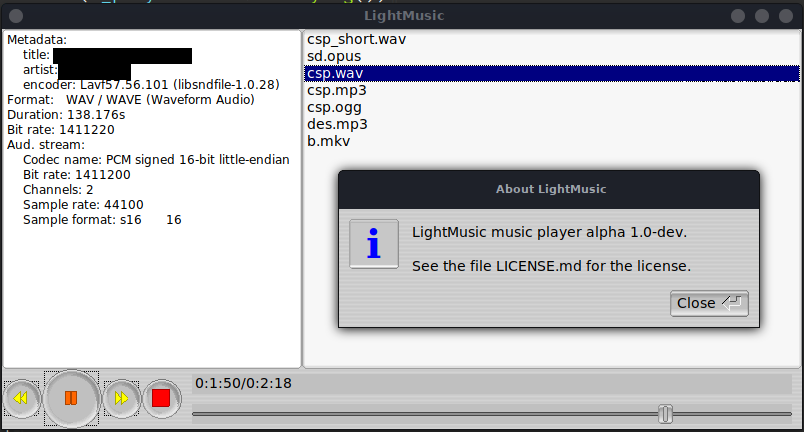 LightMusic
Metadata:
title:
artist:
encoder: Lavf57.56.101 (libsndfile-1.0.28)
Format: WAV / WAVE (Waveform Audio)
Duration: 138.176s
Bit rate: 1411220
Aud. stream:
Codec name: PCM signed 16-bit little-endian
Bit rate: 1411200
Channels: 2
Sample rate: 44100
Sample format: s16 16
csp_short.wav
sd.opus
csp.wav
csp.mp3
csp.ogg
des.mp3
b.mkv
About LightMusic
i
LightMusic music player alpha 1.0-dev.
See the file LICENSE.md for the license.
Close
0:1:50/0:2:18